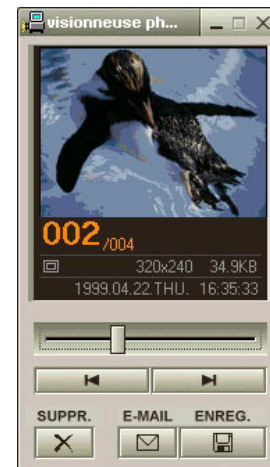 visionneuse ph...
002/004
320x240 34.9KB
1999.04.22.THU. 16:35:33
SUPPR. E-MAIL ENREG.